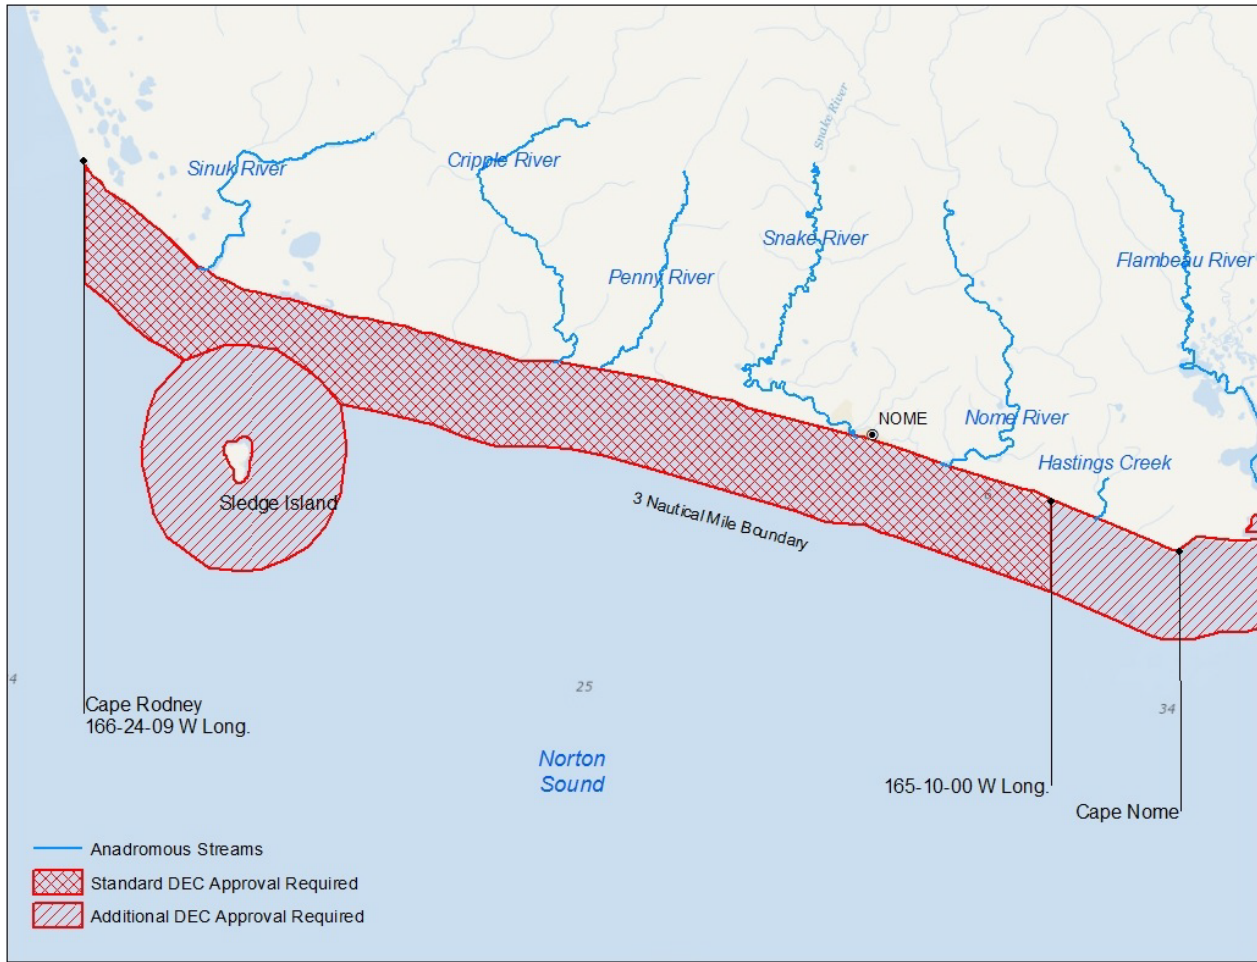 Snake River
Sinuk River
Cripple River
Snake River
Penny River
Flambeau River
NOME
Nome River
Hastings Creek
6
Sledge Island
3 Nautical Mile Boundary
4
25
34
Cape Rodney
166-24-09 W Long.
Norton
Sound
165-10-00 W Long.
Cape Nome
Anadromous Streams
Standard DEC Approval Required
Additional DEC Approval Required